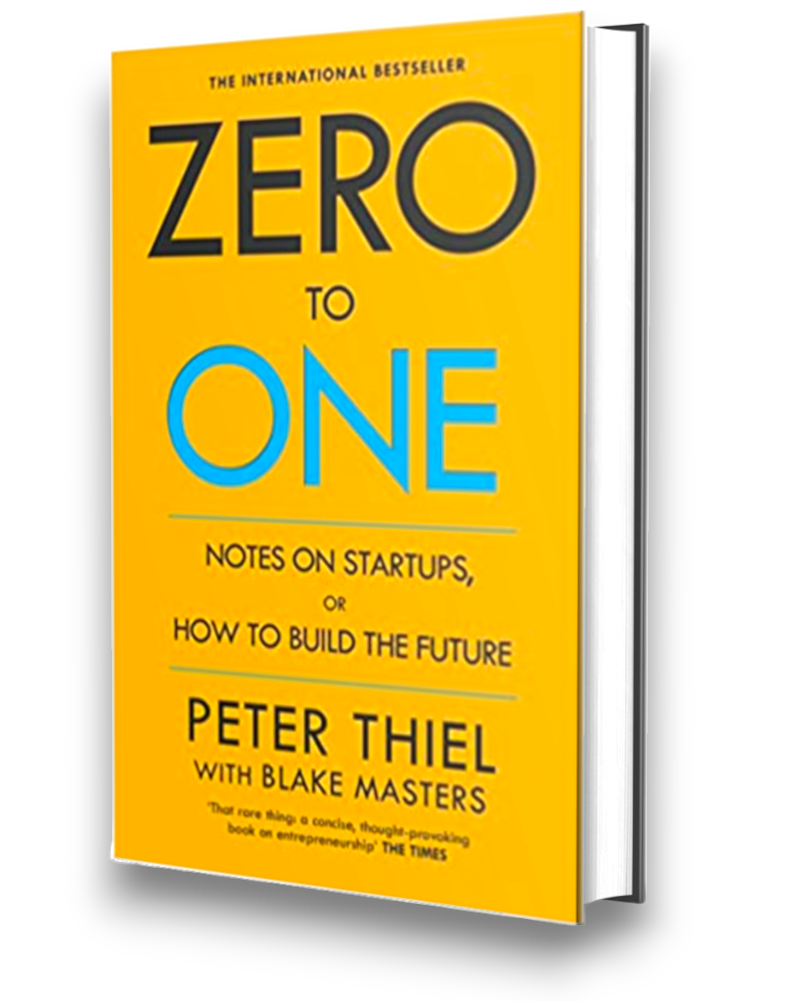 THE INTERNATIONAL BESTSELLER
ZERO
TO
ONE
NOTES ON STARTUPS,
OR
HOW TO BUILD THE FUTURE
PETER THIEL
WITH BLAKE MASTERS
'That rare thing: a concise, thought-provoking
book on entrepreneurship' THE TIMES